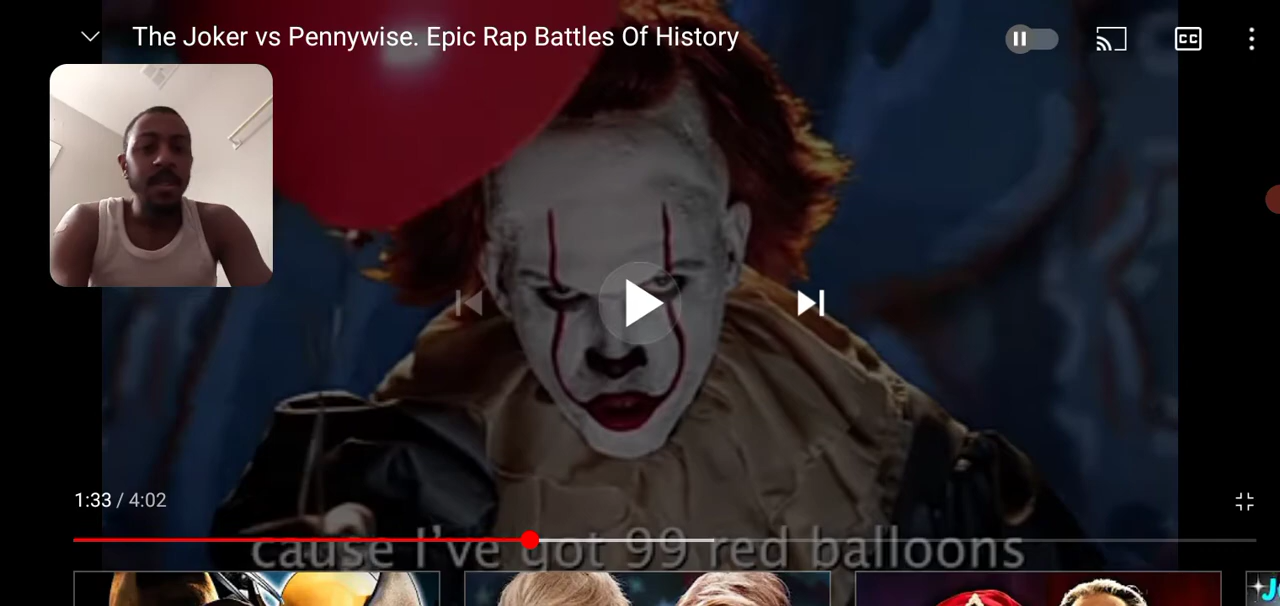 The Joker vs Pennywise. Epic Rap Battles Of History
CC
1:33 / 4:02
cause I've got 99 red balloons